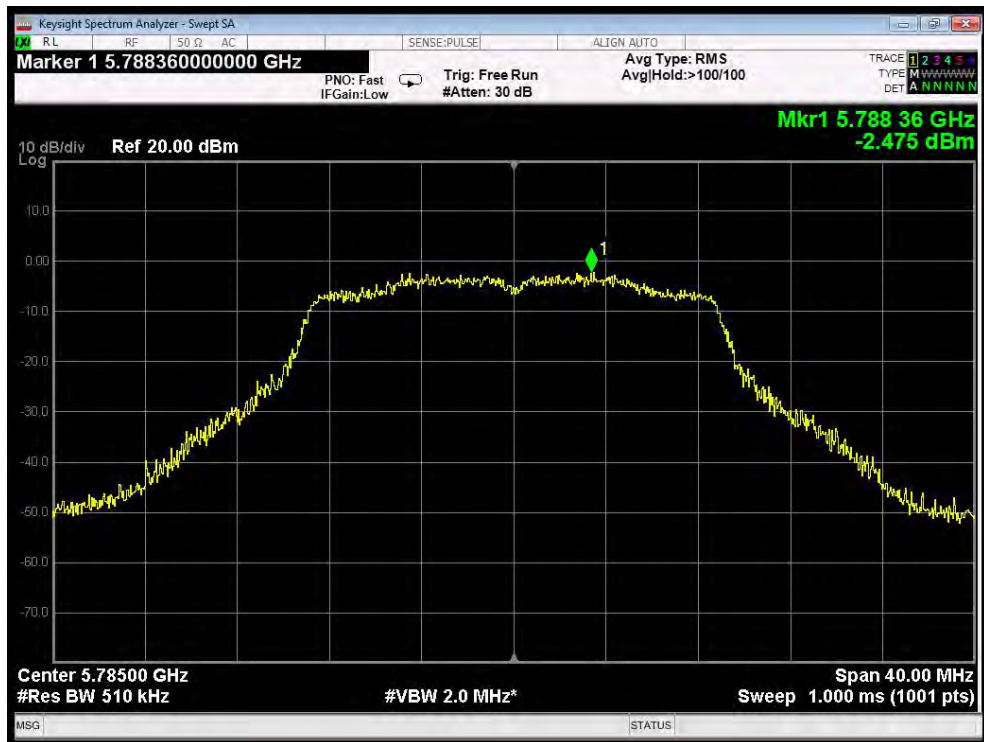 Keysight Spectrum Analyzer - Swept SA
LXI RL RF 50 Ω AC SENSE:PULSE ALIGN AUTO
Marker 1 5.788360000000 GHz
PNO: Fast Trig: Free Run Avg Type: RMS TRACE 1 2 3 4 5
IFGain:Low #Atten: 30 dB Avg|Hold:>100/100 TYPE M WWWWW
DET A N N N N N
Mkr1 5.788 36 GHz
10 dB/div Ref 20.00 dBm -2.475 dBm
Log
10.0
1
0.00
-10.0
-20.0
-30.0
-40.0
-50.0
-60.0
-70.0
Center 5.78500 GHz Span 40.00 MHz
#Res BW 510 kHz #VBW 2.0 MHz* Sweep 1.000 ms (1001 pts)
MSG STATUS